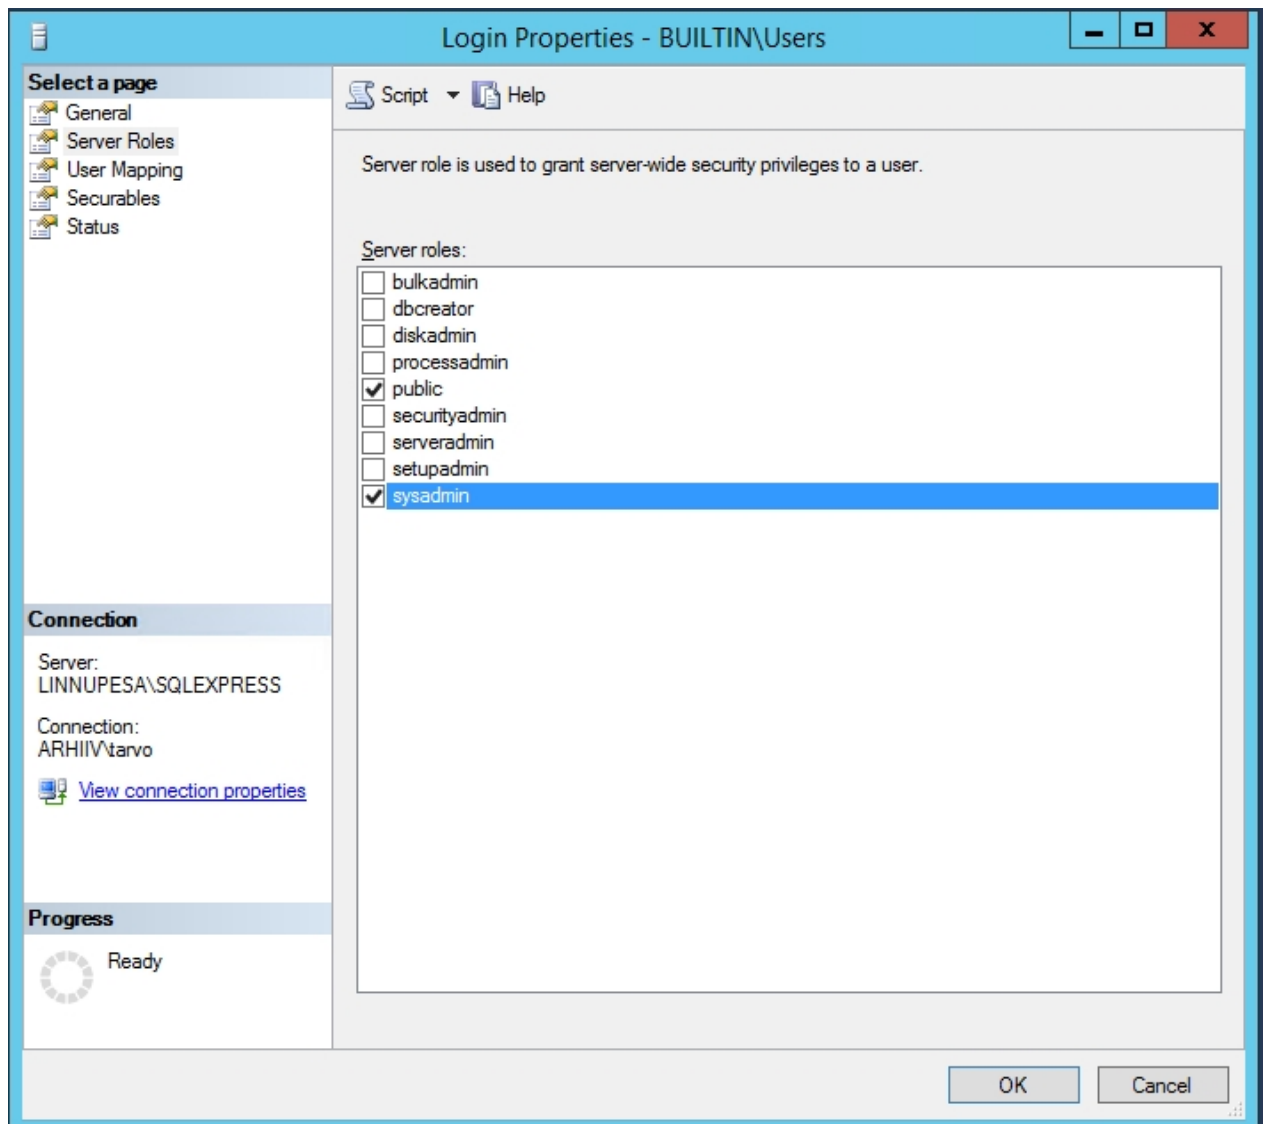 Login Properties - BUILTIN\Users
Select a page
General
Server Roles
User Mapping
Securables
Status
Script
Help
Server role is used to grant server-wide security privileges to a user.
Server roles:
bulkadmin
dbcreator
diskadmin
processadmin
public
securityadmin
serveradmin
setupadmin
sysadmin
Connection
Server:
LINNUPESA\SQLEXPRESS
Connection:
ARHIIV\tarvo
View connection properties
Progress
Ready
OK
Cancel